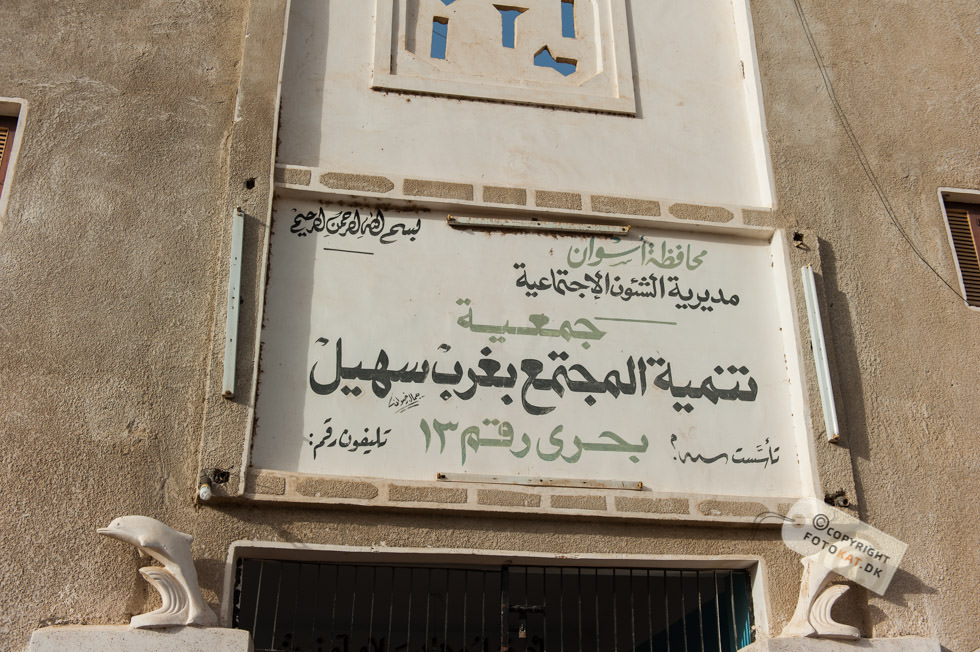 بسم الله الرحمن الرحيم
محافظة أسوان
مديرية الشئون الإجتماعية
جمعية
تنمية المجتمع بغرب سهيل
بحرى رقم ١٣
تأسست سنة
تليفون رقم:
© COPYRIGHT
FOTOKAT.DK